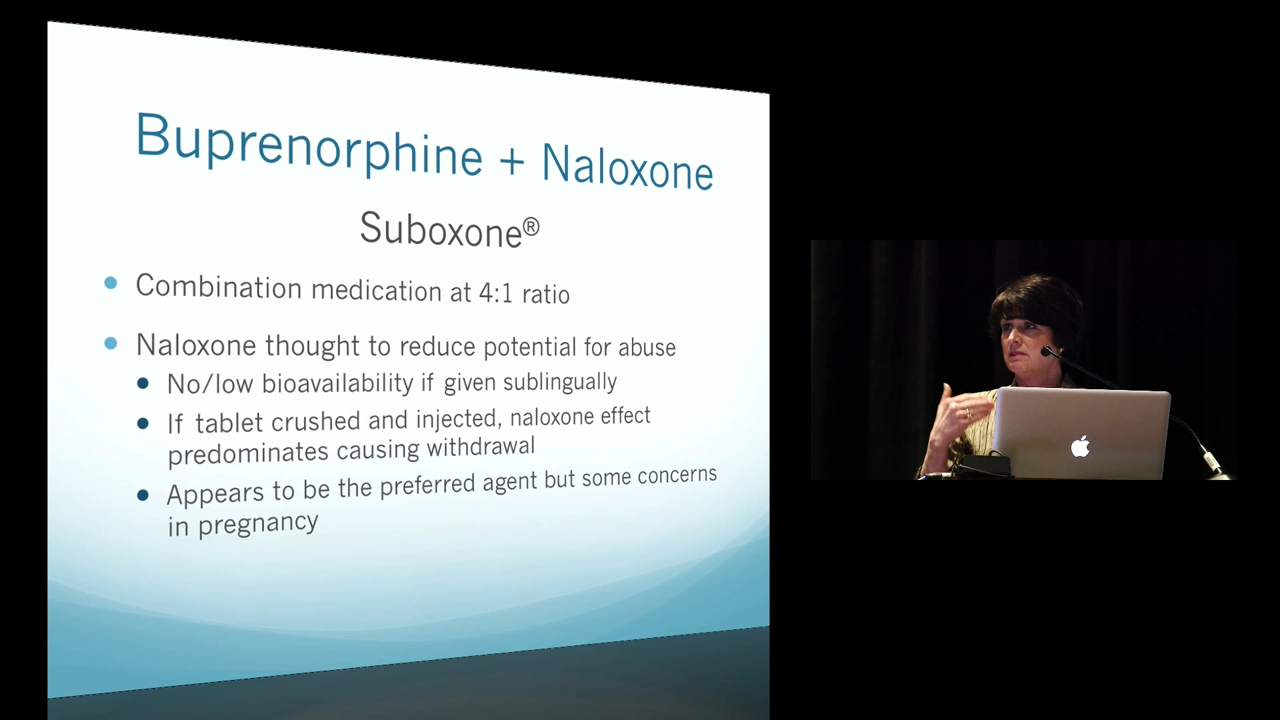 Buprenorphine + Naloxone
Suboxone®
Combination medication at 4:1 ratio
Naloxone thought to reduce potential for abuse
No/low bioavailability if given sublingually
If tablet crushed and injected, naloxone effect
predominates causing withdrawal
Appears to be the preferred agent but some concerns
in pregnancy